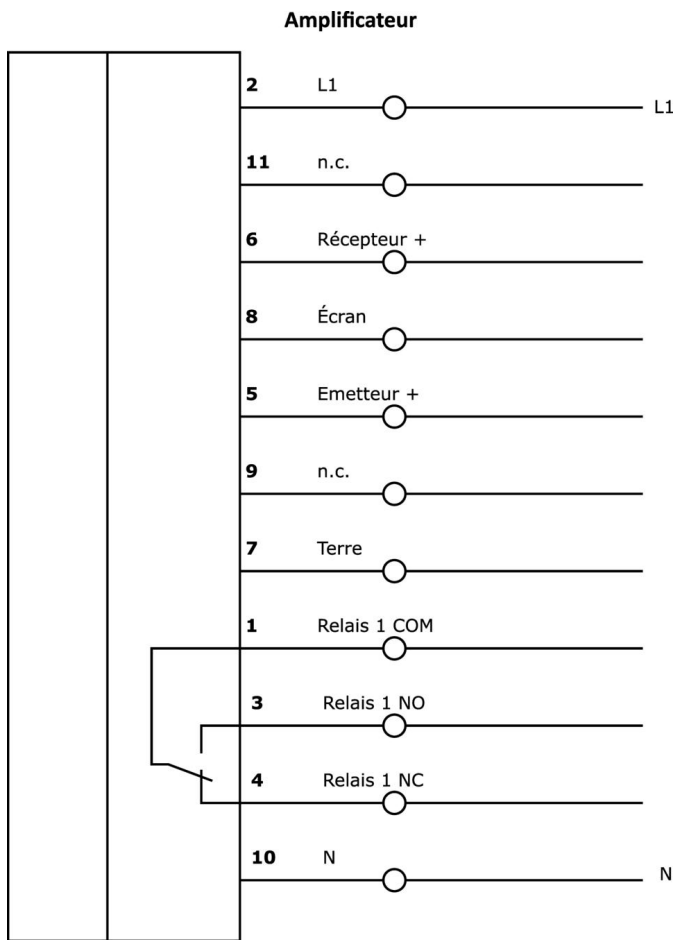 Amplificateur
2 L1
L1
11 n.c.
6 Récepteur +
8 Écran
5 Emetteur +
9 n.c.
7 Terre
1 Relais 1 COM
3 Relais 1 NO
4 Relais 1 NC
10 N
N